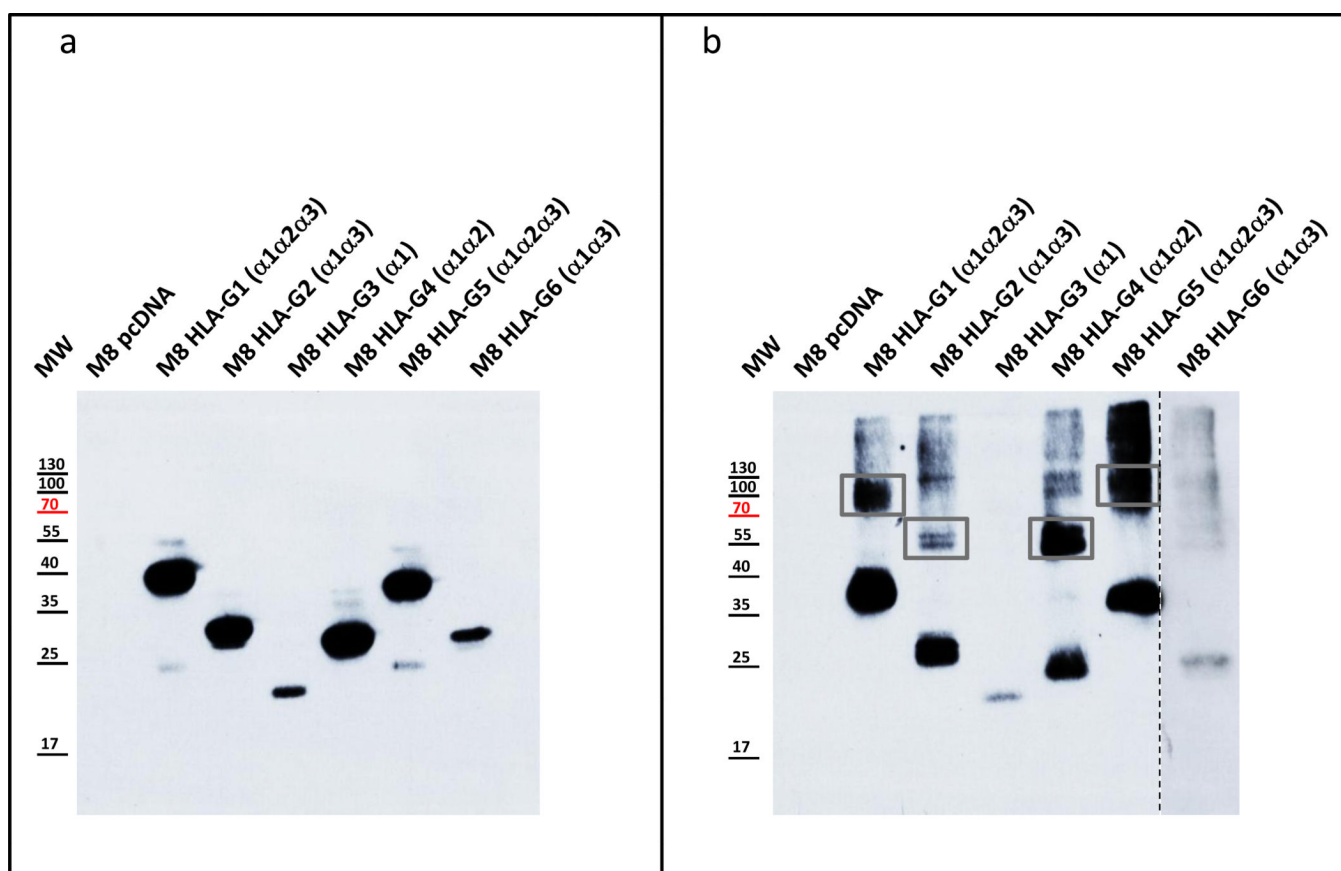 a
MW
M8 pcDNA
M8 HLA-G1 (α1α2α3)
M8 HLA-G2 (α1α3)
M8 HLA-G3 (α1)
M8 HLA-G4 (α1α2)
M8 HLA-G5 (α1α2α3)
M8 HLA-G6 (α1α3)
130
100
70
55
40
35
25
17
b
MW
M8 pcDNA
M8 HLA-G1 (α1α2α3)
M8 HLA-G2 (α1α3)
M8 HLA-G3 (α1)
M8 HLA-G4 (α1α2)
M8 HLA-G5 (α1α2α3)
M8 HLA-G6 (α1α3)
130
100
70
55
40
35
25
17